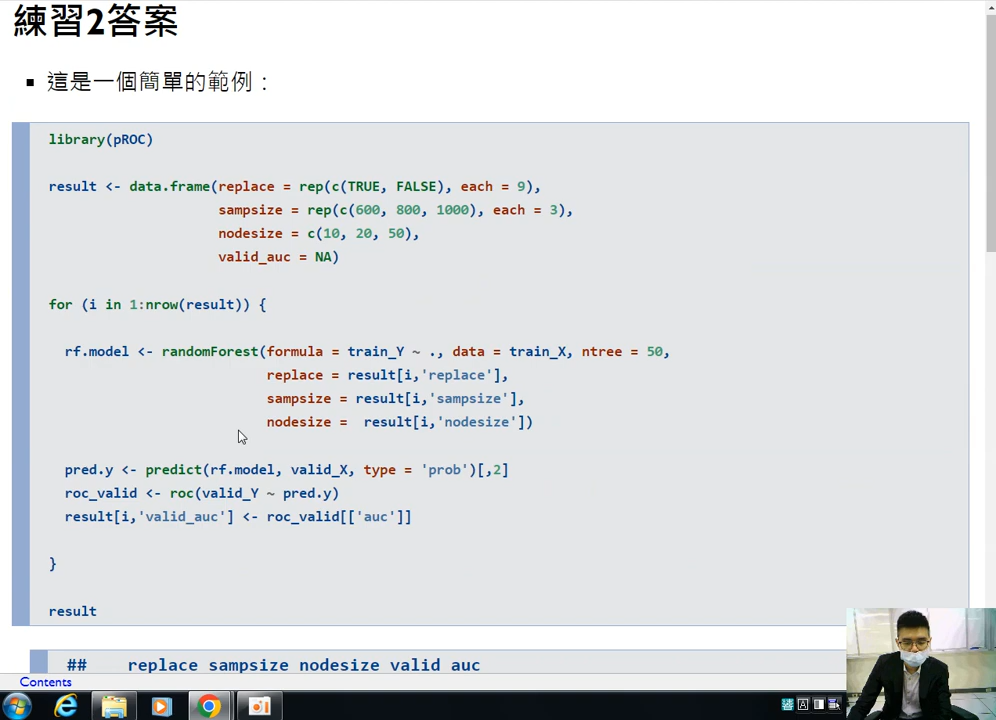 練習2答案
▪ 這是一個簡單的範例：
library(pROC)
result <- data.frame(replace = rep(c(TRUE, FALSE), each = 9),
sampsize = rep(c(600, 800, 1000), each = 3),
nodesize = c(10, 20, 50),
valid_auc = NA)
for (i in 1:nrow(result)) {
rf.model <- randomForest(formula = train_Y ~ ., data = train_X, ntree = 50,
replace = result[i,'replace'],
sampsize = result[i,'sampsize'],
nodesize =  result[i,'nodesize'])
pred.y <- predict(rf.model, valid_X, type = 'prob')[,2]
roc_valid <- roc(valid_Y ~ pred.y)
result[i,'valid_auc'] <- roc_valid[['auc']]
}
result
## replace sampsize nodesize valid auc
Contents